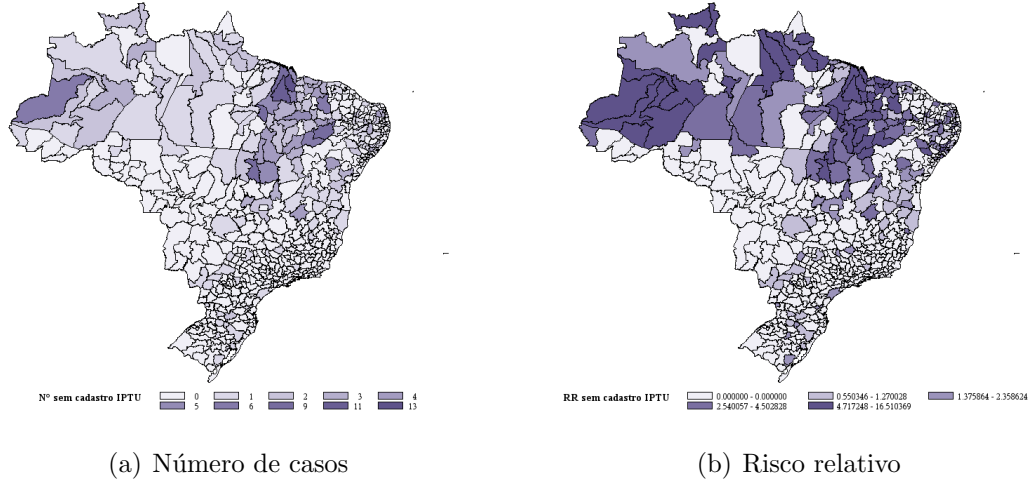 Nº sem cadastro IPTU 0 1 2 3 4
5 6 9 11 13
RR sem cadastro IPTU 0.000000 - 0.000000 0.550346 - 1.270028 1.375864 - 2.358624
2.540057 - 4.502828 4.717248 - 16.510369
(a) Número de casos
(b) Risco relativo